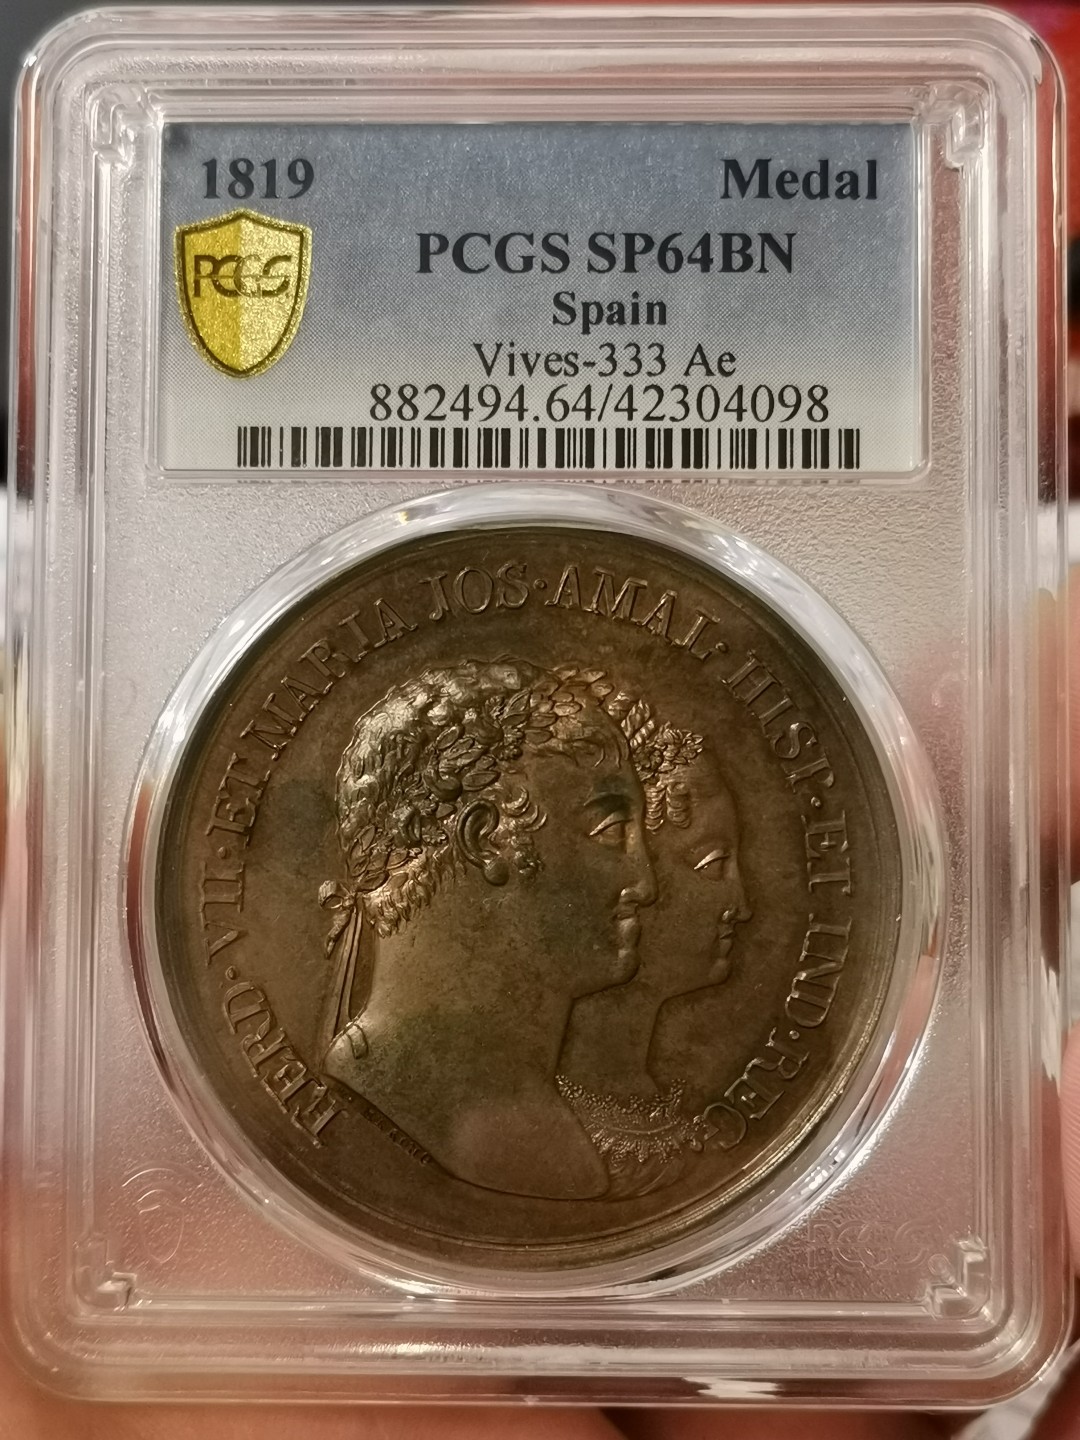 1819 Medal
PCGS
PCGS SP64BN
Spain
Vives-333 Ae
882494.64/42304098
FERD·VII·ET MARIA JOS·AMAL·HISP·ET IND·REG·